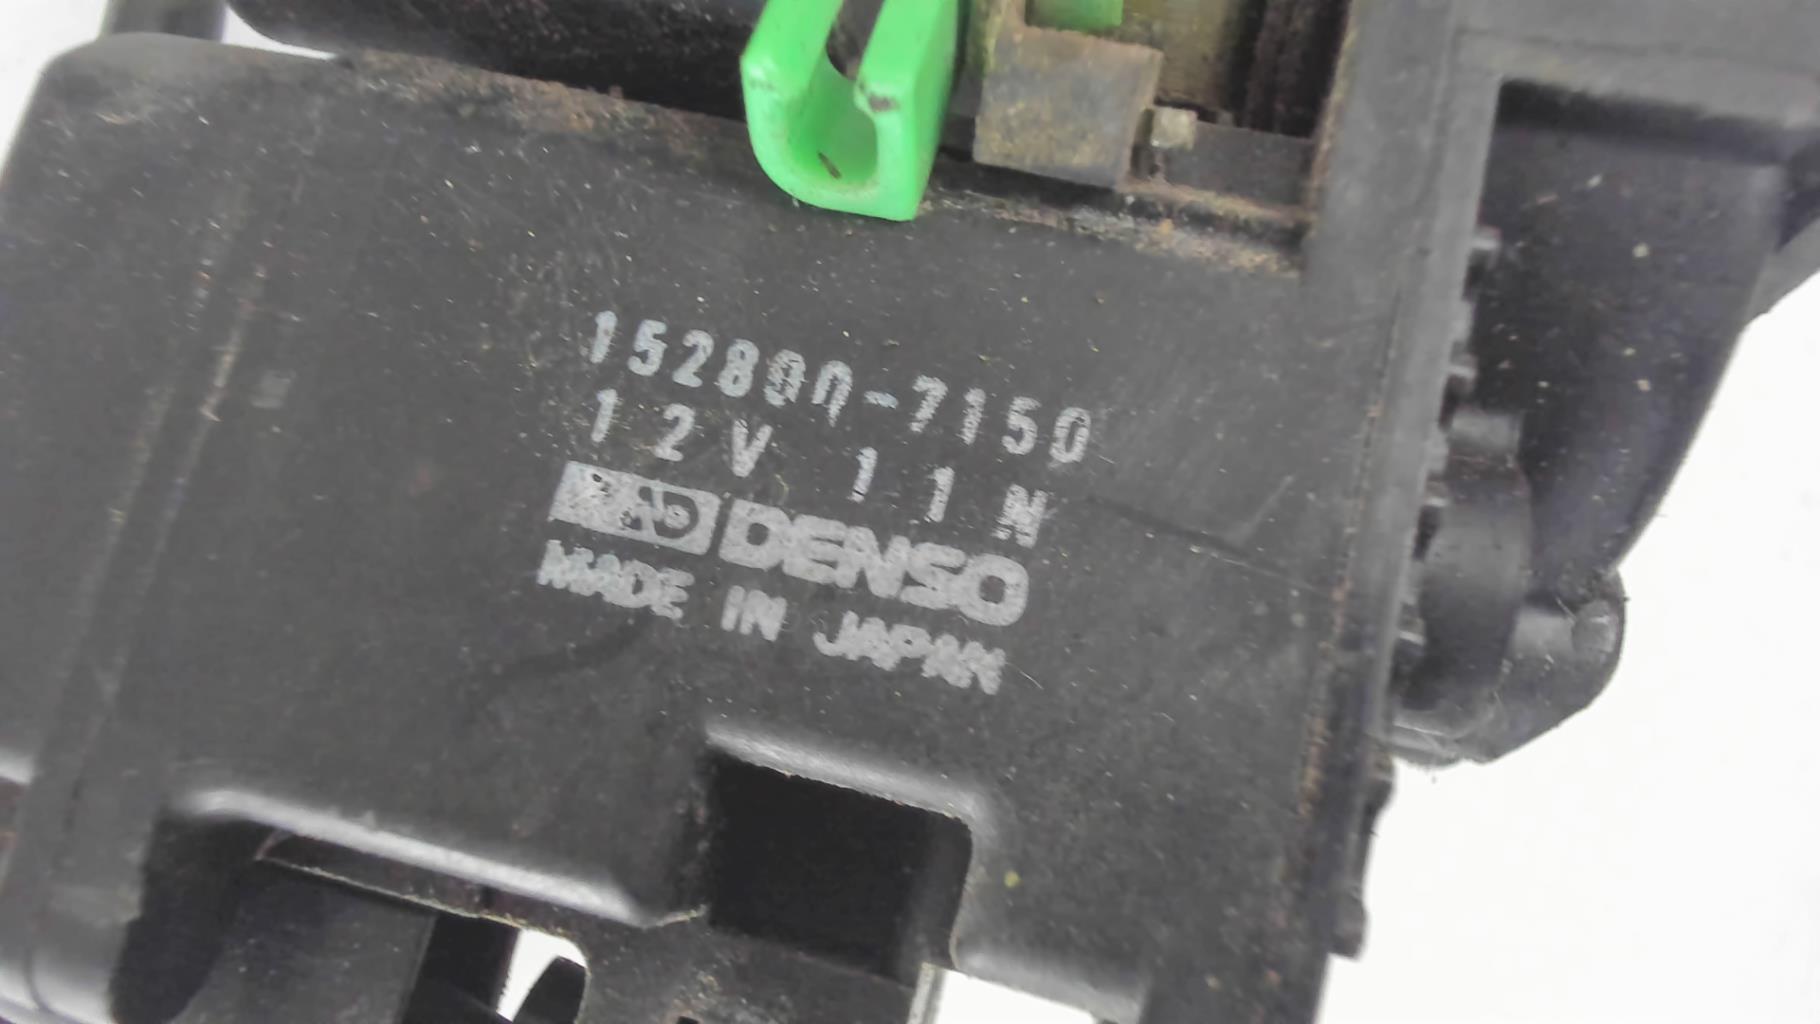 152800-7150
12V 11N
DENSO
MADE IN JAPAN